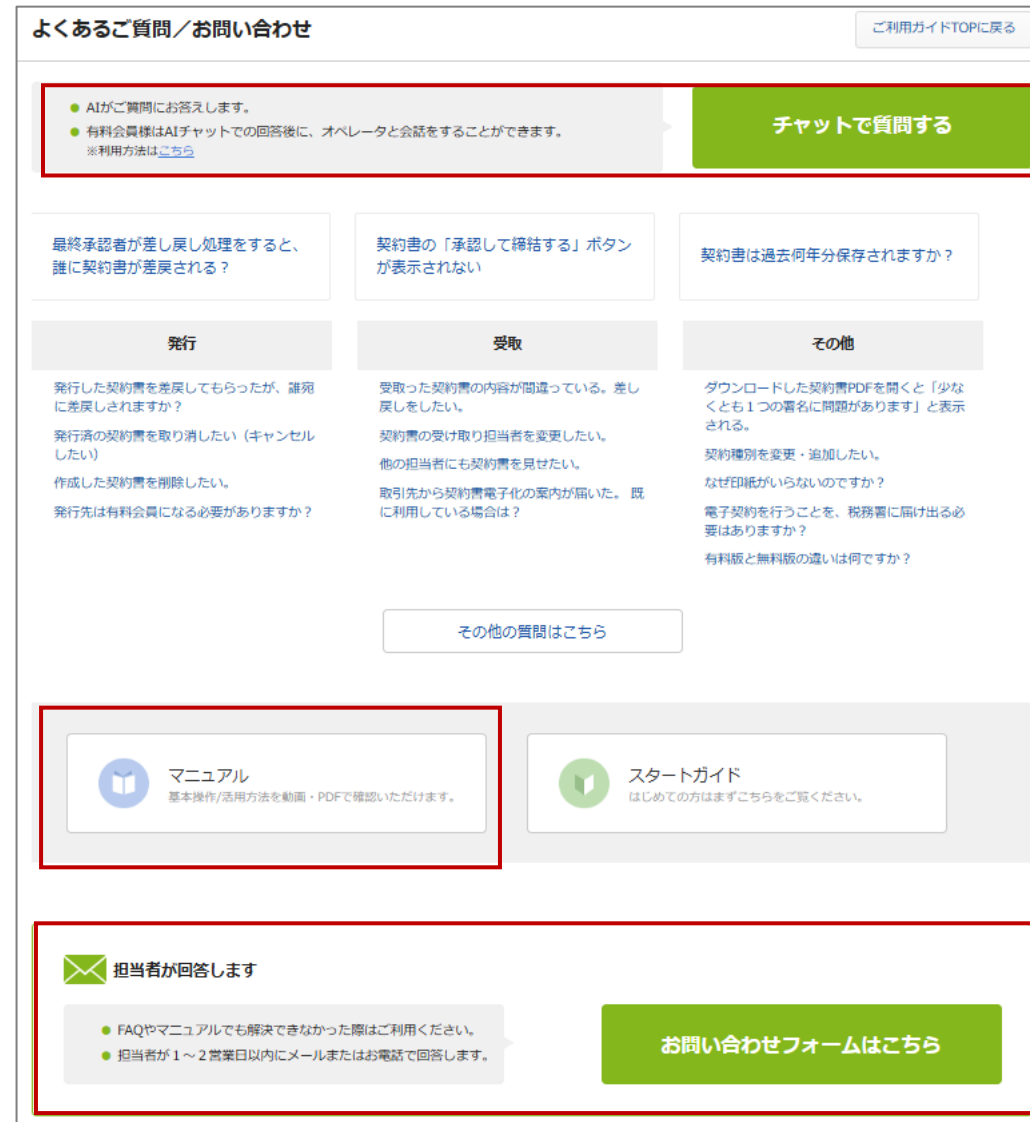 よくあるご質問／お問い合わせ
ご利用ガイドTOPに戻る
AIがご質問にお答えします。
有料会員様はAIチャットでの回答後に、オペレータと会話をすることができます。
※利用方法はこちら
チャットで質問する
最終承認者が差し戻し処理をすると、
誰に契約書が差戻される？
契約書の「承認して締結する」ボタン
が表示されない
契約書は過去何年分保存されますか？
発行
発行した契約書を差戻してもらったが、誰宛
に差戻しされますか？
発行済の契約書を取り消したい（キャンセル
したい）
作成した契約書を削除したい。
発行先は有料会員になる必要がありますか？
受取
受取った契約書の内容が間違っている。差し
戻しをしたい。
契約書の受け取り担当者を変更したい。
他の担当者にも契約書を見せたい。
取引先から契約書電子化の案内が届いた。 既
に利用している場合は？
その他
ダウンロードした契約書PDFを開くと「少な
くとも１つの署名に問題があります」と表示
される。
契約種別を変更・追加したい。
なぜ印紙がいらないのですか？
電子契約を行うことを、税務署に届け出る必
要はありますか？
有料版と無料版の違いは何ですか？
その他の質問はこちら
マニュアル
基本操作/活用方法を動画・PDFで確認いただけます。
スタートガイド
はじめての方はまずこちらをご覧ください。
担当者が回答します
FAQやマニュアルでも解決できなかった際はご利用ください。
担当者が１～２営業日以内にメールまたはお電話で回答します。
お問い合わせフォームはこちら